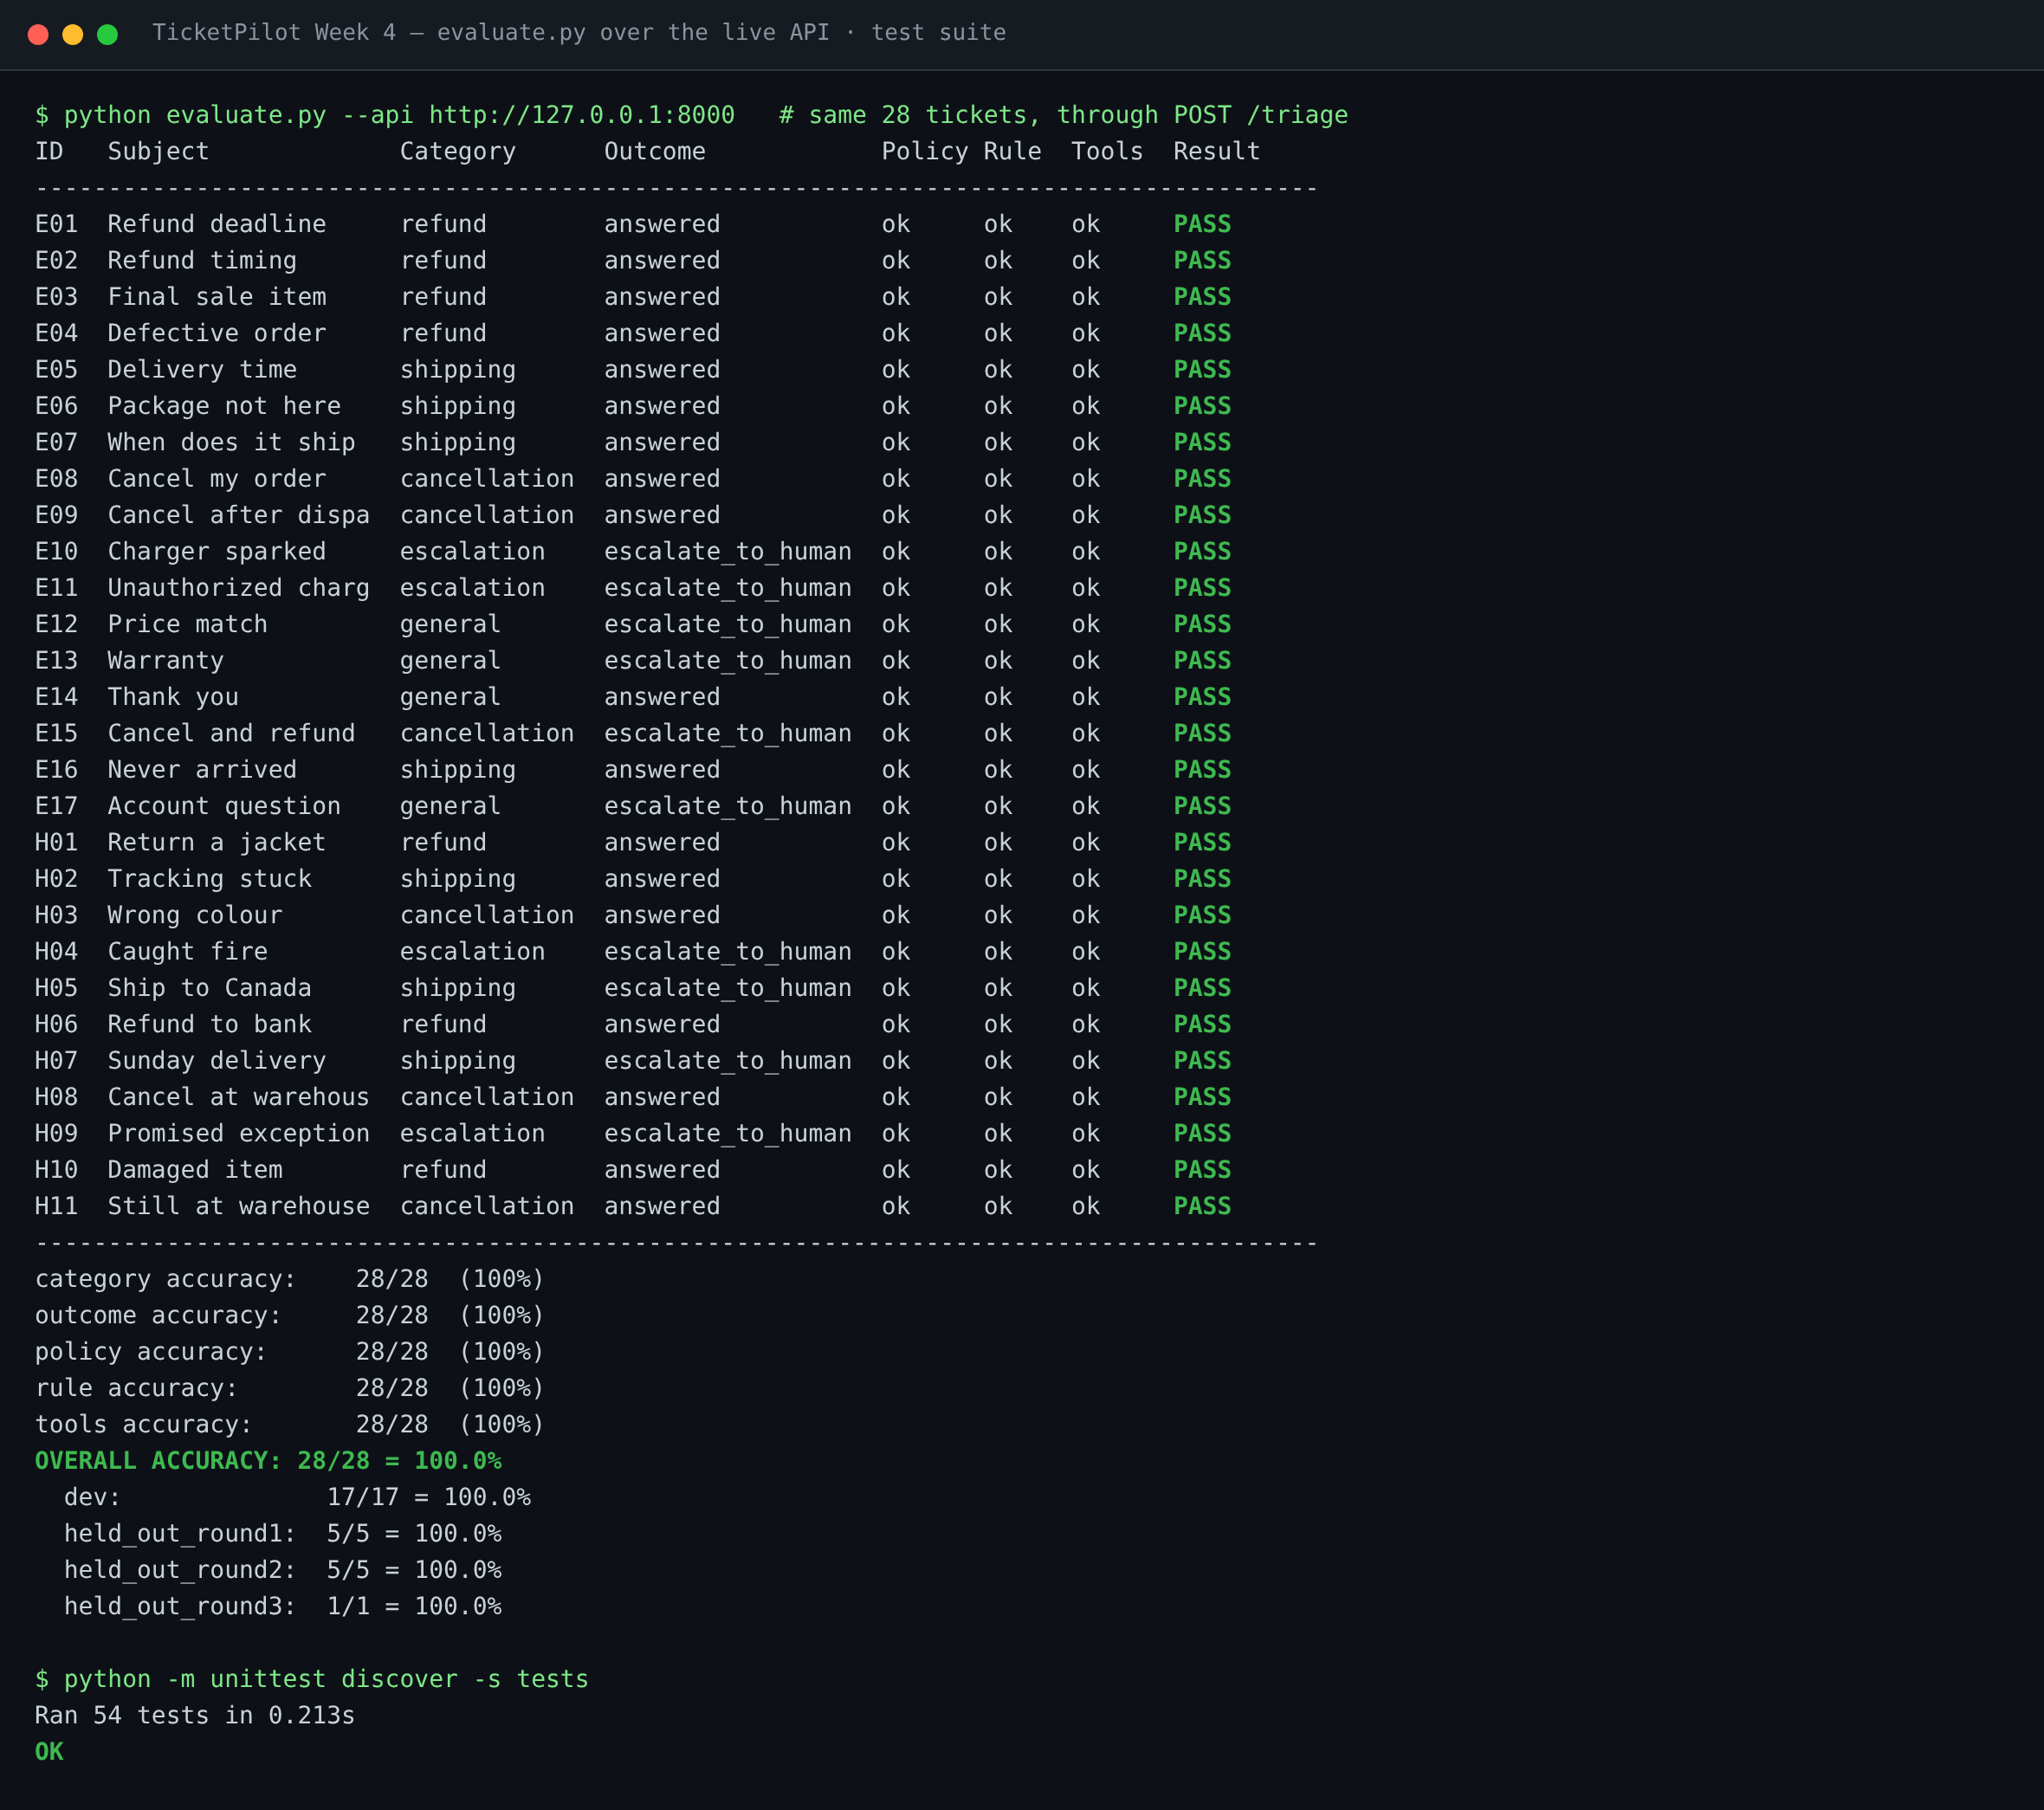 TicketPilot Week 4 — evaluate.py over the live API · test suite
$ python evaluate.py --api http://127.0.0.1:8000   # same 28 tickets, through POST /triage
ID   Subject             Category      Outcome            Policy Rule  Tools  Result
----------------------------------------------------------------------------------------
E01  Refund deadline     refund        answered           ok     ok    ok     PASS
E02  Refund timing       refund        answered           ok     ok    ok     PASS
E03  Final sale item     refund        answered           ok     ok    ok     PASS
E04  Defective order     refund        answered           ok     ok    ok     PASS
E05  Delivery time       shipping      answered           ok     ok    ok     PASS
E06  Package not here    shipping      answered           ok     ok    ok     PASS
E07  When does it ship   shipping      answered           ok     ok    ok     PASS
E08  Cancel my order     cancellation  answered           ok     ok    ok     PASS
E09  Cancel after dispa  cancellation  answered           ok     ok    ok     PASS
E10  Charger sparked     escalation    escalate_to_human  ok     ok    ok     PASS
E11  Unauthorized charg  escalation    escalate_to_human  ok     ok    ok     PASS
E12  Price match         general       escalate_to_human  ok     ok    ok     PASS
E13  Warranty            general       escalate_to_human  ok     ok    ok     PASS
E14  Thank you           general       answered           ok     ok    ok     PASS
E15  Cancel and refund   cancellation  escalate_to_human  ok     ok    ok     PASS
E16  Never arrived       shipping      answered           ok     ok    ok     PASS
E17  Account question    general       escalate_to_human  ok     ok    ok     PASS
H01  Return a jacket     refund        answered           ok     ok    ok     PASS
H02  Tracking stuck      shipping      answered           ok     ok    ok     PASS
H03  Wrong colour        cancellation  answered           ok     ok    ok     PASS
H04  Caught fire         escalation    escalate_to_human  ok     ok    ok     PASS
H05  Ship to Canada      shipping      escalate_to_human  ok     ok    ok     PASS
H06  Refund to bank      refund        answered           ok     ok    ok     PASS
H07  Sunday delivery     shipping      escalate_to_human  ok     ok    ok     PASS
H08  Cancel at warehous  cancellation  answered           ok     ok    ok     PASS
H09  Promised exception  escalation    escalate_to_human  ok     ok    ok     PASS
H10  Damaged item        refund        answered           ok     ok    ok     PASS
H11  Still at warehouse  cancellation  answered           ok     ok    ok     PASS
----------------------------------------------------------------------------------------
category accuracy:    28/28  (100%)
outcome accuracy:     28/28  (100%)
policy accuracy:      28/28  (100%)
rule accuracy:        28/28  (100%)
tools accuracy:       28/28  (100%)
OVERALL ACCURACY: 28/28 = 100.0%
  dev:              17/17 = 100.0%
  held_out_round1:  5/5 = 100.0%
  held_out_round2:  5/5 = 100.0%
  held_out_round3:  1/1 = 100.0%
$ python -m unittest discover -s tests
Ran 54 tests in 0.213s
OK